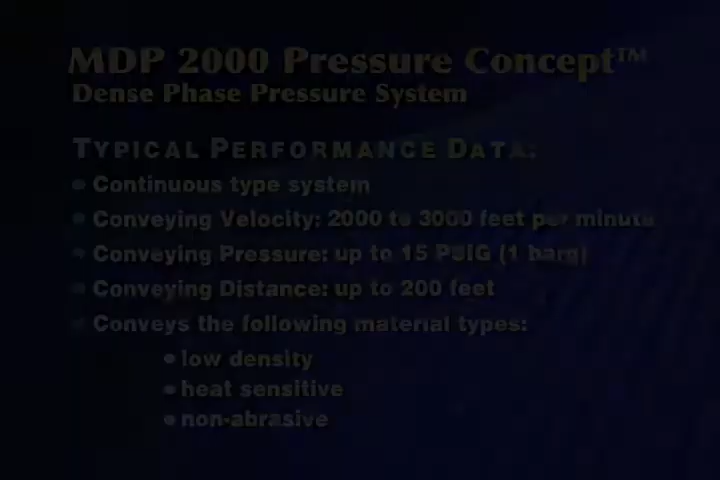 MDP 2000 Pressure Concept™
Dense Phase Pressure System
TYPICAL PERFORMANCE DATA:
• Continuous type system
• Conveying Velocity: 2000 to 3000 feet per minute
• Conveying Pressure: up to 15 PSIG (1 barg)
• Conveying Distance: up to 200 feet
• Conveys the following material types:
• low density
• heat sensitive
• non-abrasive